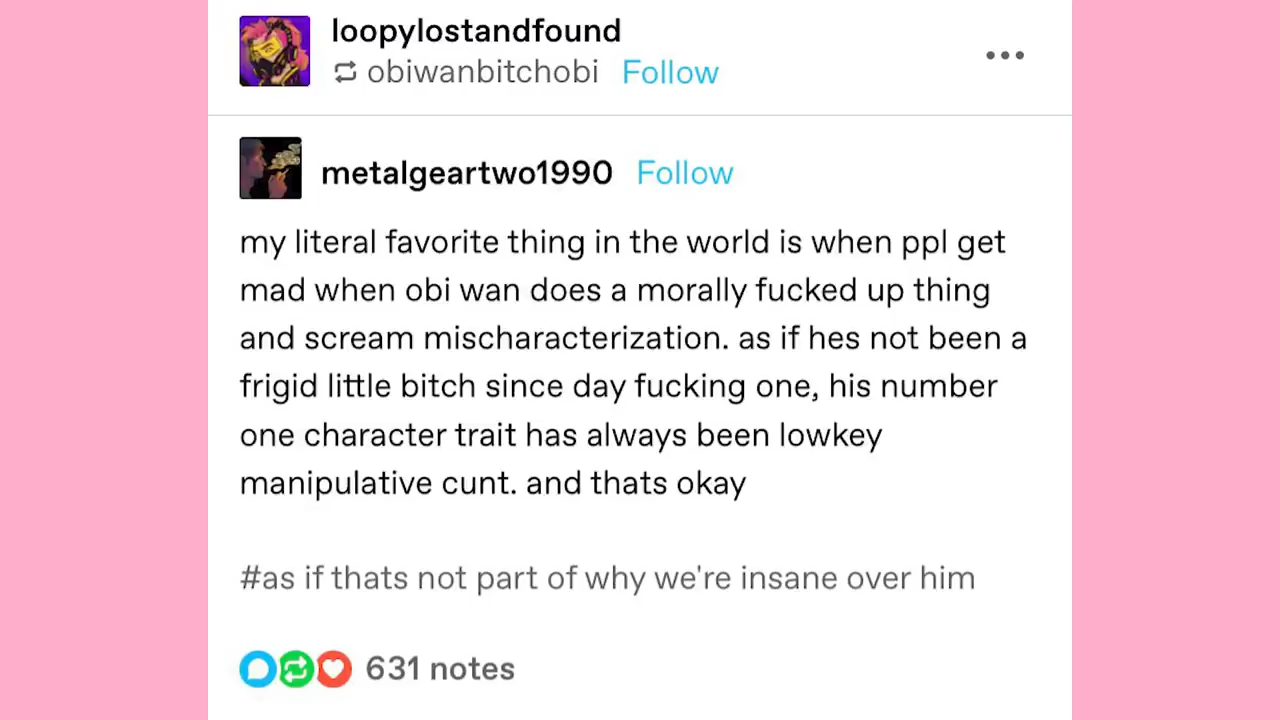 loopylostandfound
obiwanbitchobi Follow
metalgeartwo1990 Follow
my literal favorite thing in the world is when ppl get
mad when obi wan does a morally fucked up thing
and scream mischaracterization. as if hes not been a
frigid little bitch since day fucking one, his number
one character trait has always been lowkey
manipulative cunt. and thats okay
#as if thats not part of why we're insane over him
631 notes